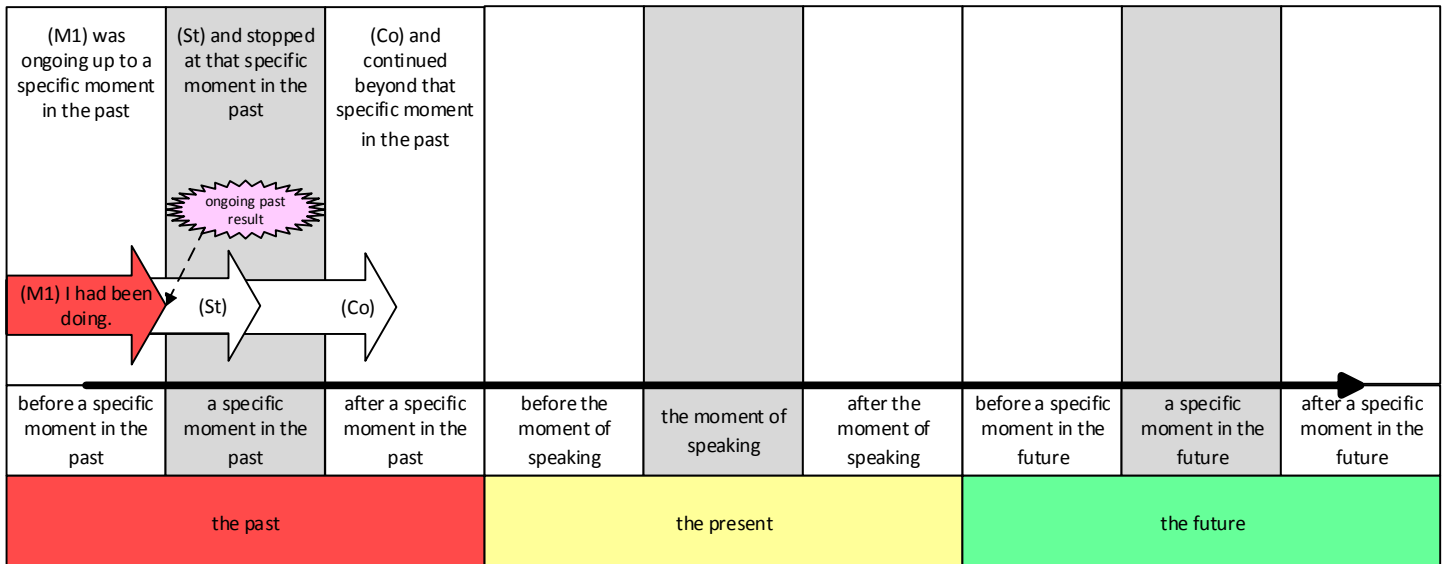 (M1) was
ongoing up to a
specific moment
in the past
(St) and stopped
at that specific
moment in the
past
(Co) and
continued
beyond that
specific moment
in the past
ongoing past
result
(M1) I had been
doing.
(St)
(Co)
before a specific
moment in the
past
a specific
moment in the
past
after a specific
moment in the
past
before the
moment of
speaking
the moment of
speaking
after the
moment of
speaking
before a specific
moment in the
future
a specific
moment in the
future
after a specific
moment in the
future
the past
the present
the future